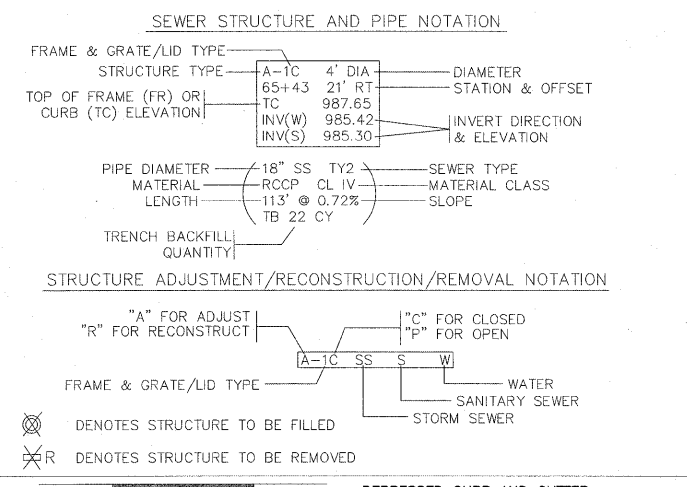 SEWER STRUCTURE AND PIPE NOTATION
FRAME & GRATE/LID TYPE
STRUCTURE TYPE
A-1C 4' DIA
DIAMETER
65+43 21' RT
STATION & OFFSET
TOP OF FRAME (FR) OR
CURB (TC) ELEVATION
TC 987.65
INV(W) 985.42
INV(S) 985.30
INVERT DIRECTION
& ELEVATION
PIPE DIAMETER
18" SS TY2
SEWER TYPE
MATERIAL
RCCP CL IV
MATERIAL CLASS
LENGTH
113' @ 0.72%
SLOPE
TB 22 CY
TRENCH BACKFILL
QUANTITY
STRUCTURE ADJUSTMENT/RECONSTRUCTION/REMOVAL NOTATION
"A" FOR ADJUST
"R" FOR RECONSTRUCT
"C" FOR CLOSED
"P" FOR OPEN
A-1C SS S W
FRAME & GRATE/LID TYPE
WATER
SANITARY SEWER
STORM SEWER
DENOTES STRUCTURE TO BE FILLED
R DENOTES STRUCTURE TO BE REMOVED